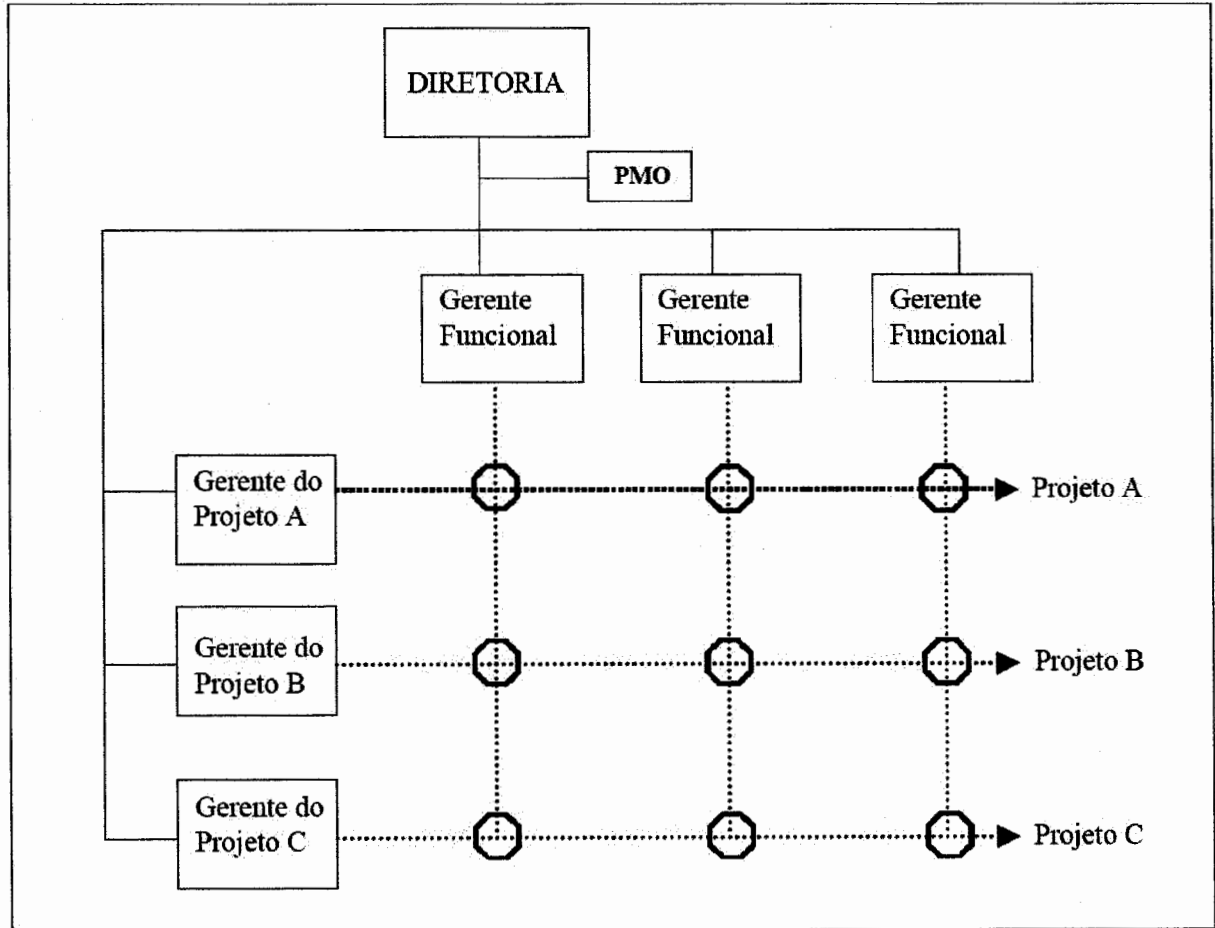 DIRETORIA
PMO
Gerente
Funcional
Gerente
Funcional
Gerente
Funcional
Gerente do
Projeto A
Projeto A
Gerente do
Projeto B
Projeto B
Gerente do
Projeto C
Projeto C